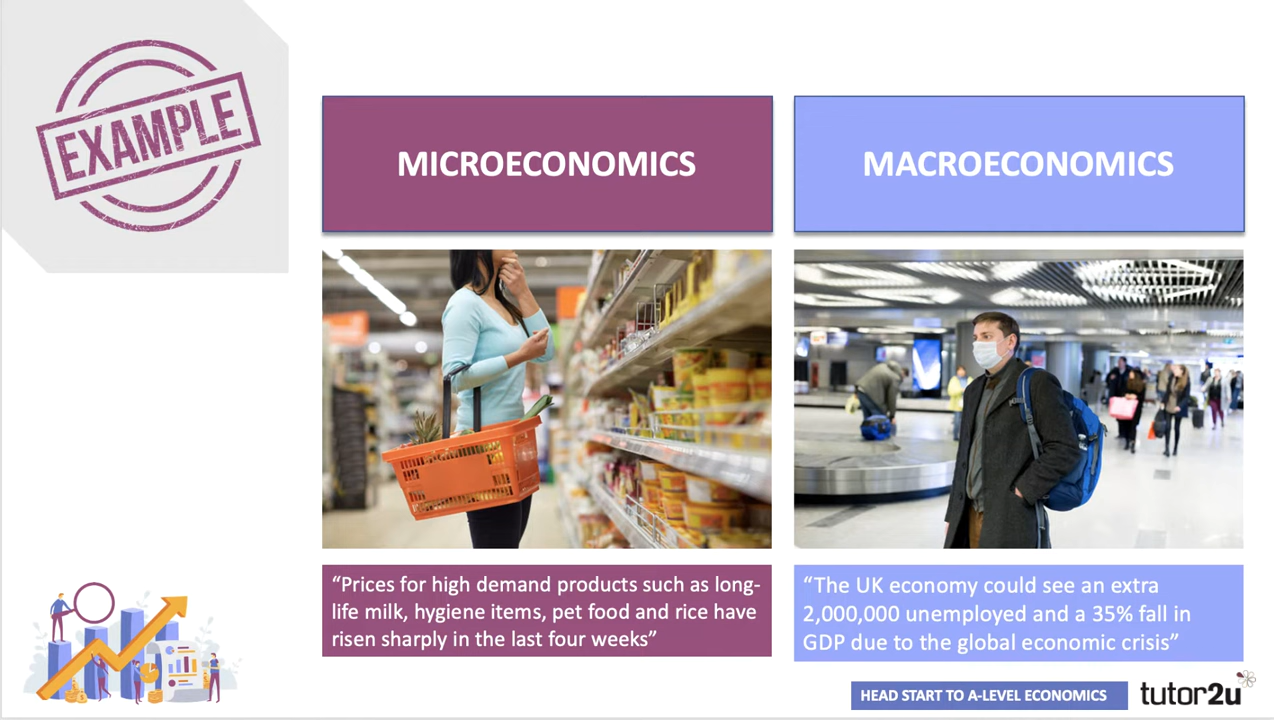 EXAMPLE
MICROECONOMICS
MACROECONOMICS
“Prices for high demand products such as long-
life milk, hygiene items, pet food and rice have
risen sharply in the last four weeks”
“The UK economy could see an extra
2,000,000 unemployed and a 35% fall in
GDP due to the global economic crisis”
HEAD START TO A-LEVEL ECONOMICS
tutor2u